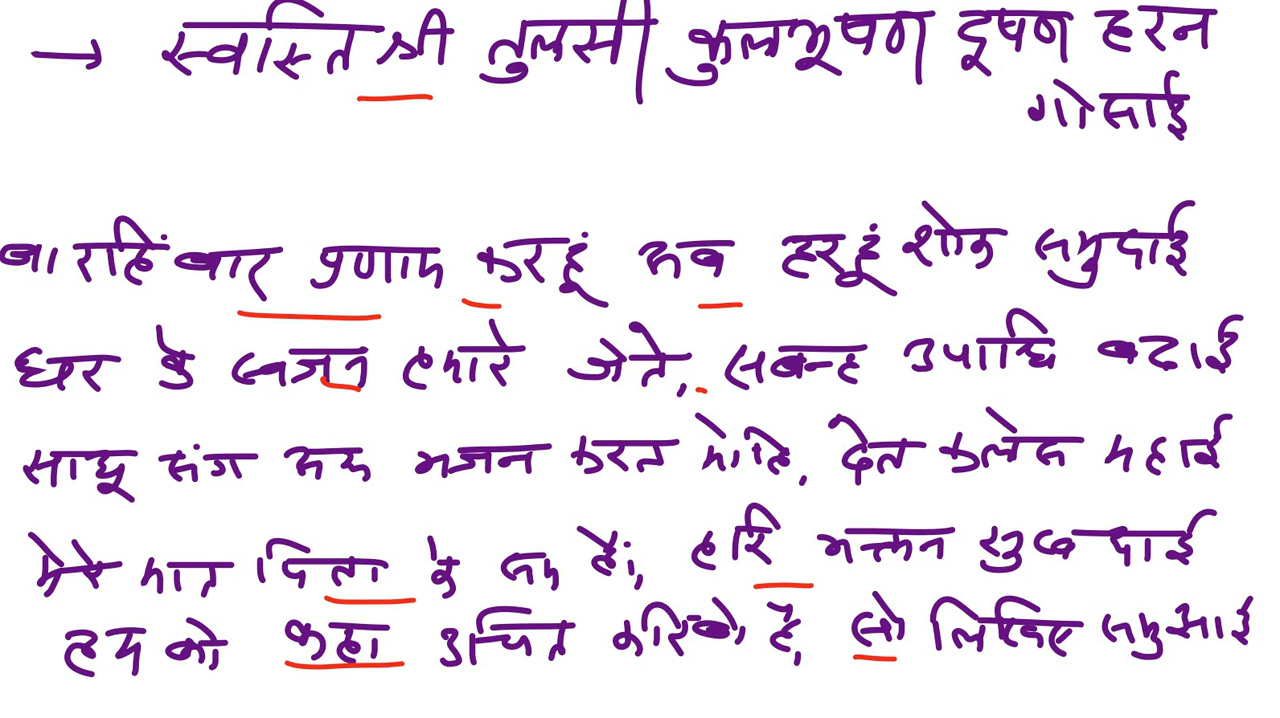 → स्वस्ति श्री तुलसी कुलभूषण दूषण हरन
गोसाई
बारहिं बार प्रणाम करहूं अब हरहूं शोक समुदाई
घर के स्वजन हमारे जेते, सबन्ह उपाधि बढाई
साधू संग अरु भजन करत मोहि, देत कलेस महाई
मेरे मात पिता के सम हैं, हरि भक्तन सुखदाई
हम को कहा उचित करिबो है, सो लिखिए समुझाई